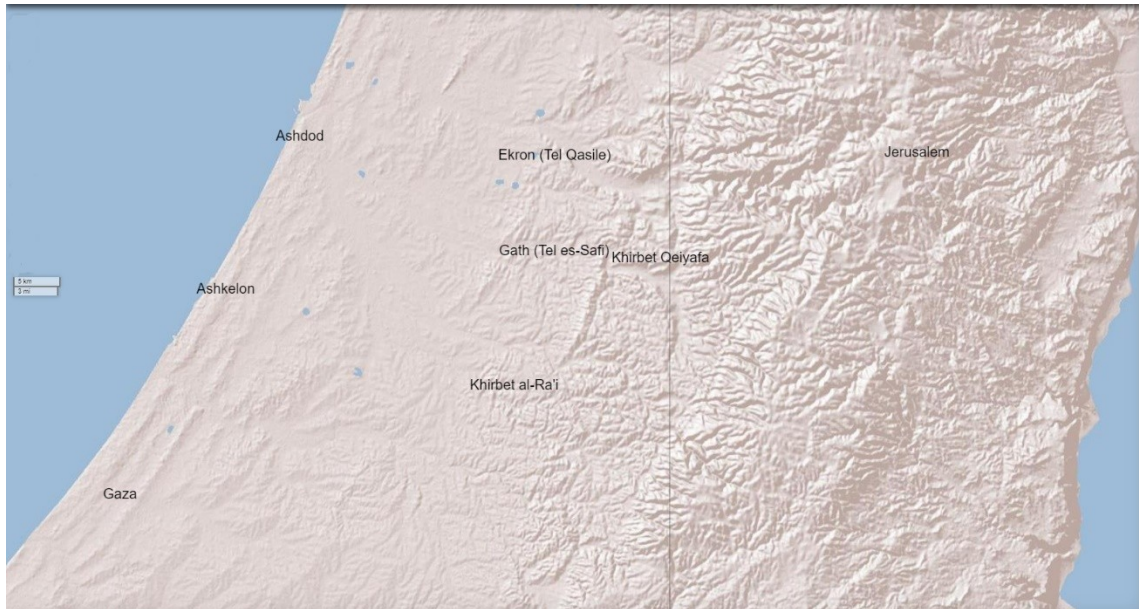 Ashdod
Ekron (Tel Qasile)
Jerusalem
Gath (Tel es-Safi)
Khirbet Qeiyafa
5 km
3 mi
Ashkelon
Khirbet al-Ra'i
Gaza